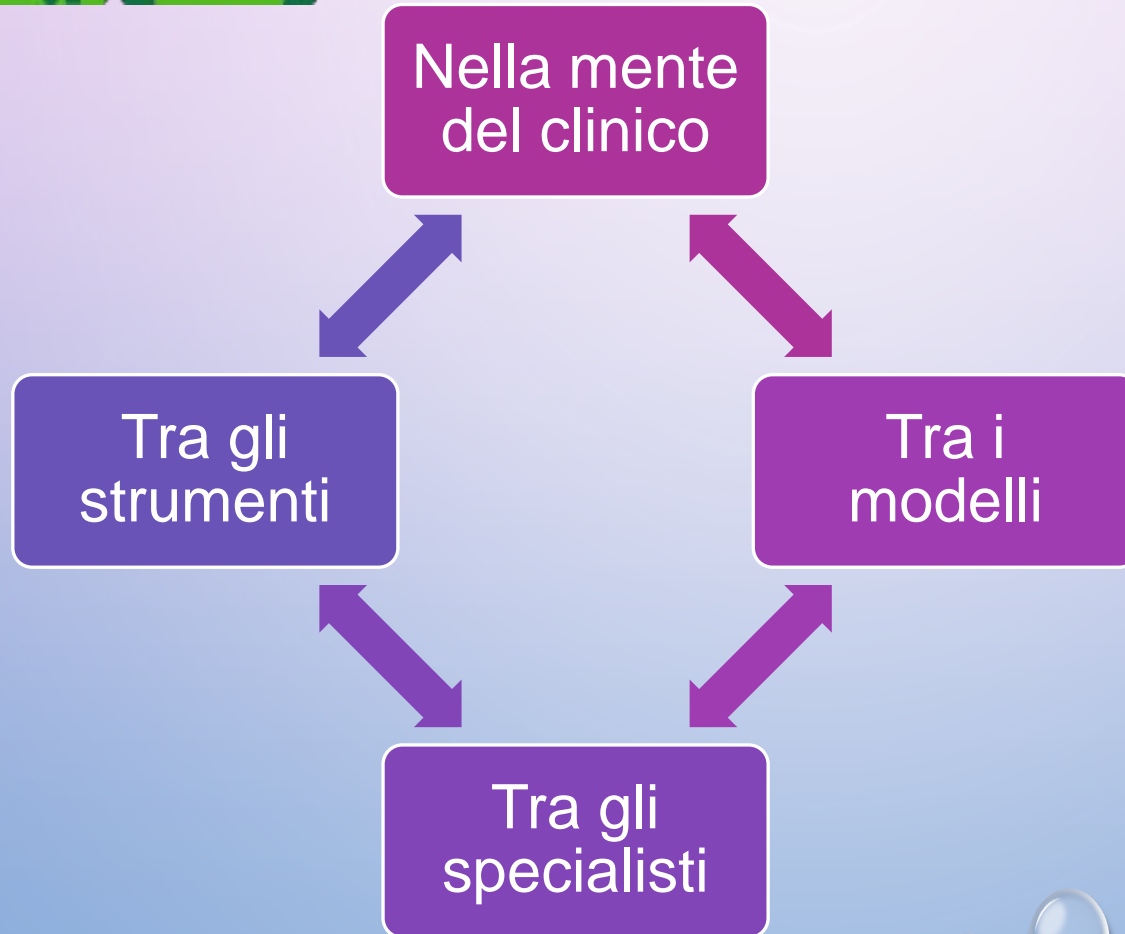 Nella mente
del clinico
Tra gli
strumenti
Tra i
modelli
Tra gli
specialisti